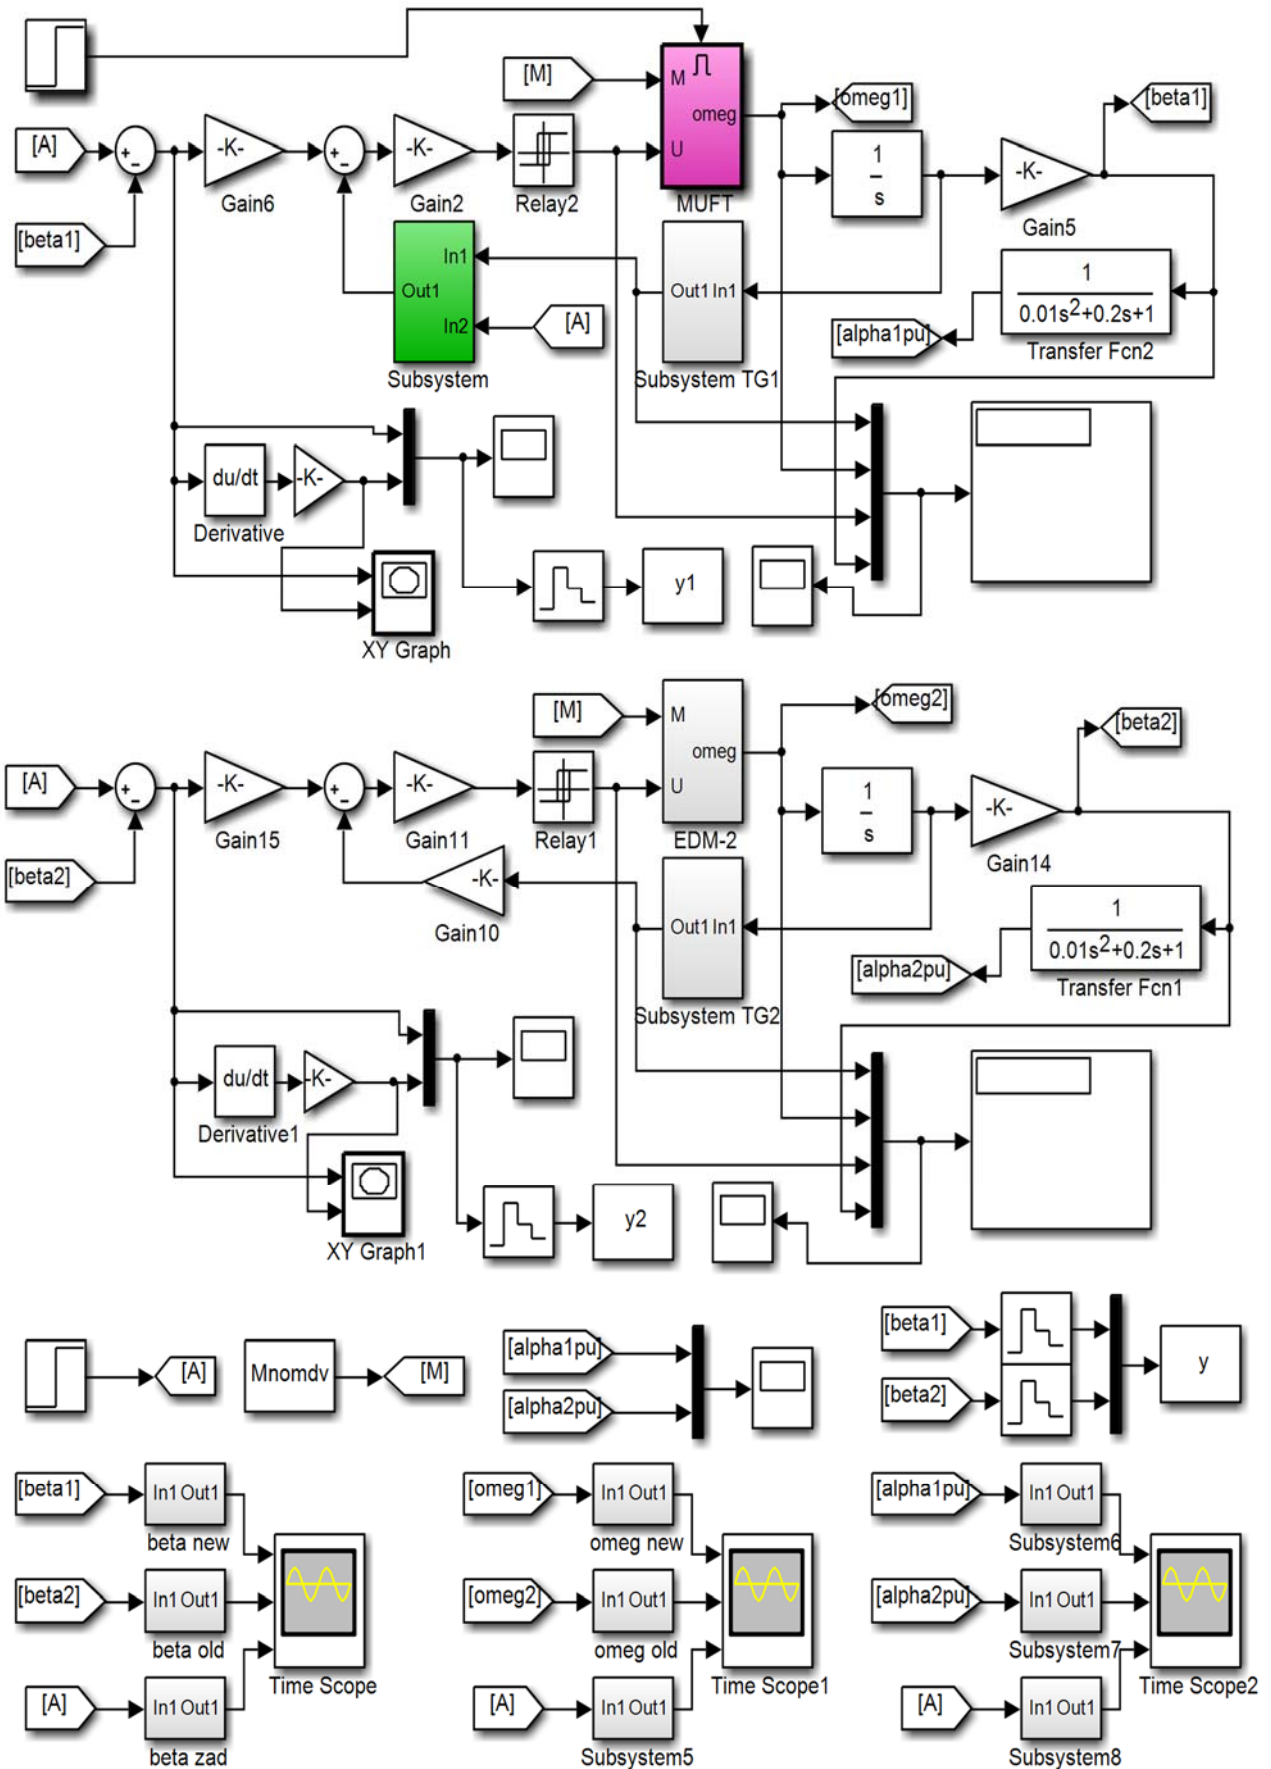 [M]
M
omeg
U
MUFT
[omeg1]
[beta1]
[A]
+
-
-K-
Gain6
+
-
-K-
Gain2
Relay2
1
s
-K-
Gain5
[beta1]
In1
Out1
In2
Subsystem
[A]
Out1 In1
Subsystem TG1
1
0.01s2+0.2s+1
Transfer Fcn2
[alpha1pu]
du/dt
Derivative
-K-
XY Graph
y1
[M]
M
omeg
U
EDM-2
[omeg2]
[beta2]
[A]
+
-
-K-
Gain15
+
-
-K-
Gain11
Relay1
1
s
-K-
Gain14
[beta2]
-K-
Gain10
Out1 In1
Subsystem TG2
1
0.01s2+0.2s+1
Transfer Fcn1
[alpha2pu]
du/dt
Derivative1
-K-
XY Graph1
y2
[A]
Mnomdv
[M]
[alpha1pu]
[alpha2pu]
[beta1]
[beta2]
y
[beta1]
In1 Out1
beta new
[beta2]
In1 Out1
beta old
[A]
In1 Out1
beta zad
Time Scope
[omeg1]
In1 Out1
omeg new
[omeg2]
In1 Out1
omeg old
[A]
In1 Out1
Subsystem5
Time Scope1
[alpha1pu]
In1 Out1
Subsystem6
[alpha2pu]
In1 Out1
Subsystem7
[A]
In1 Out1
Subsystem8
Time Scope2